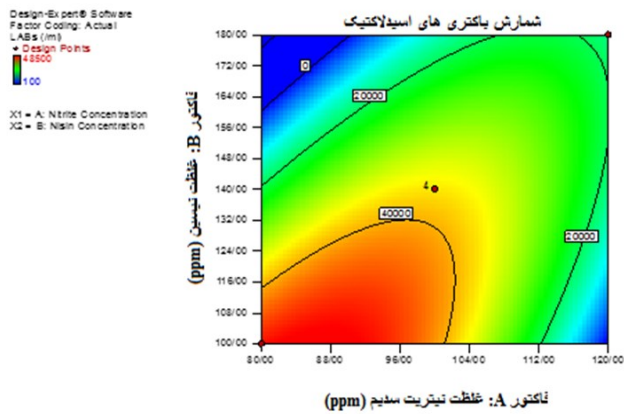 Design-Expert® Software
Factor Coding: Actual
LABs (/ml)
Design Points
48500
100
X1 = A: Nitrite Concentration
X2 = B: Nisin Concentration
شمارش باکتری های اسیدلاکتیک
فاکتور B: غلظت نیسین (ppm)
180/00
172/00
164/00
156/00
148/00
140/00
132/00
116/00
108/00
100/00
0
20000
4
40000
20000
80/00
88/00
96/00
104/00
112/00
120/00
فاکتور A: غلظت نیتریت سدیم (ppm)